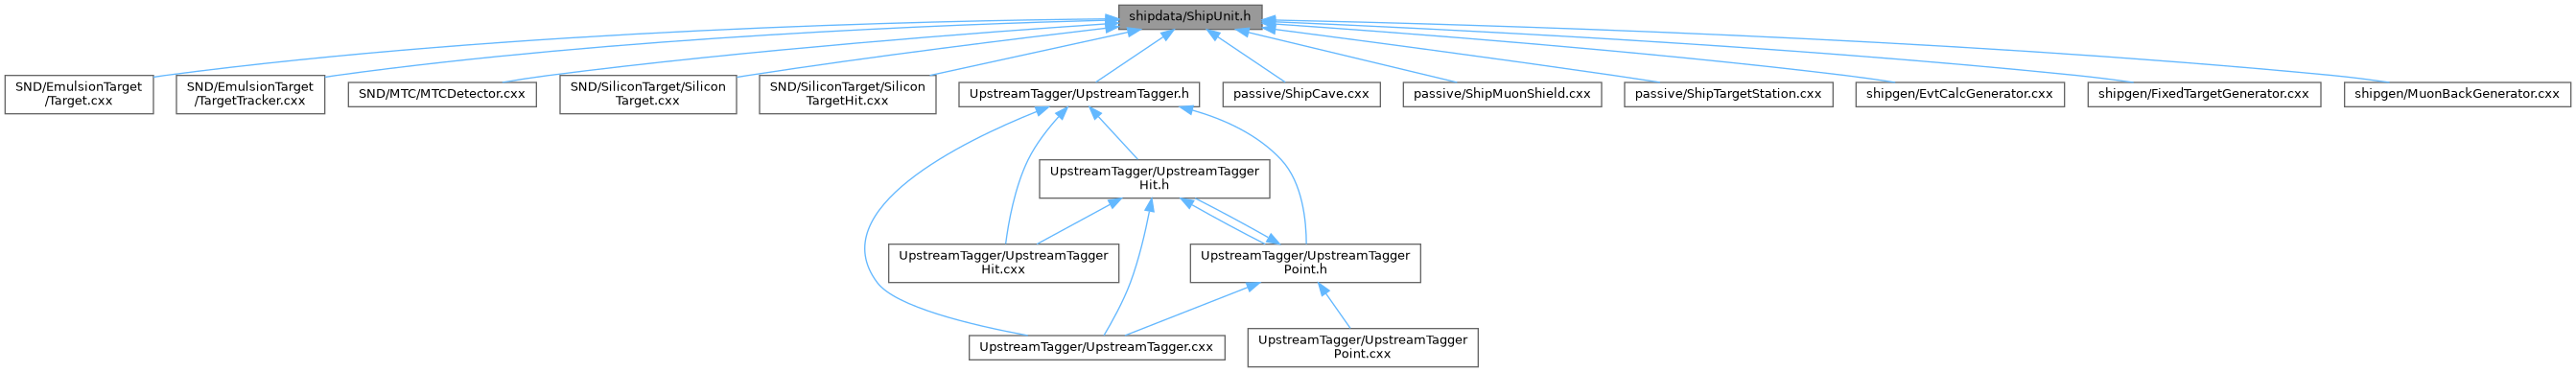 shipdata/ShipUnit.h
SND/EmulsionTarget
/Target.cxx
SND/EmulsionTarget
/TargetTracker.cxx
SND/MTC/MTCDetector.cxx
SND/SiliconTarget/Silicon
Target.cxx
SND/SiliconTarget/Silicon
TargetHit.cxx
UpstreamTagger/UpstreamTagger.h
passive/ShipCave.cxx
passive/ShipMuonShield.cxx
passive/ShipTargetStation.cxx
shipgen/EvtCalcGenerator.cxx
shipgen/FixedTargetGenerator.cxx
shipgen/MuonBackGenerator.cxx
UpstreamTagger/UpstreamTagger
Hit.h
UpstreamTagger/UpstreamTagger
Hit.cxx
UpstreamTagger/UpstreamTagger
Point.h
UpstreamTagger/UpstreamTagger.cxx
UpstreamTagger/UpstreamTagger
Point.cxx